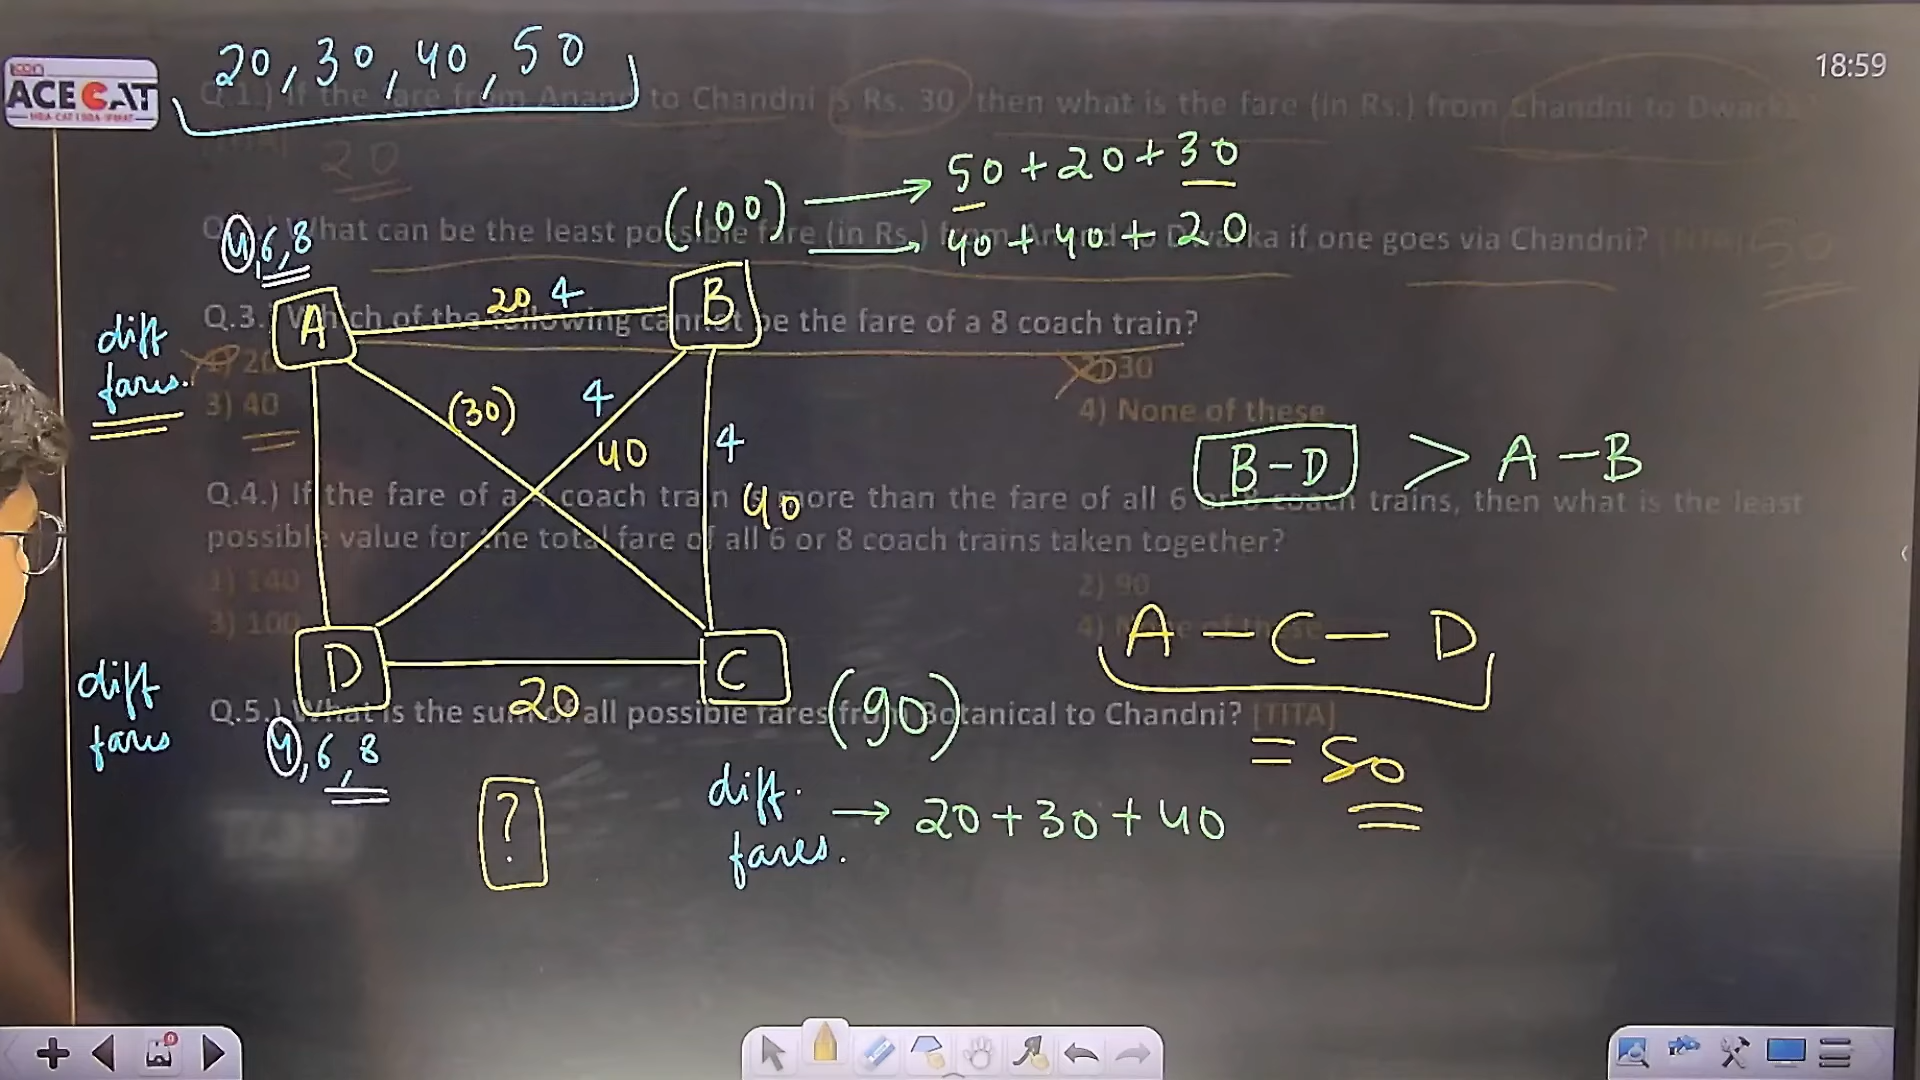 20, 30, 40, 50
18:59
ICON
ACE CAT
Q.1.) If the fare from Anand to Chandni is Rs. 30, then what is the fare (in Rs.) from Chandni to Dwarka?
[TITA]
20
(100) → 50 + 20 + 30
→ 40 + 40 + 20
What can be the least possible fare (in Rs.) to Dwarka if one goes via Chandni? [TITA] 50
4, 6, 8
A
20 4
B
Q.3. Which of the following cannot be the fare of a 8 coach train?
diff
fares.
1) 20
2) 30
3) 40
4) None of these
(30)
4
40
4
40
B - D > A - B
Q.4.) If the fare of a 4 coach train is more than the fare of all 6 or 8 coach trains, then what is the least
possible value for the total fare of all 6 or 8 coach trains taken together?
1) 140
2) 90
3) 100
4) None of these
A - C - D
= 50
D
20
C
diff
fares
4, 6, 8
Q.5.) What is the sum of all possible fares from Botanical to Chandni? [TITA]
(90)
?
diff.
fares.
→ 20 + 30 + 40